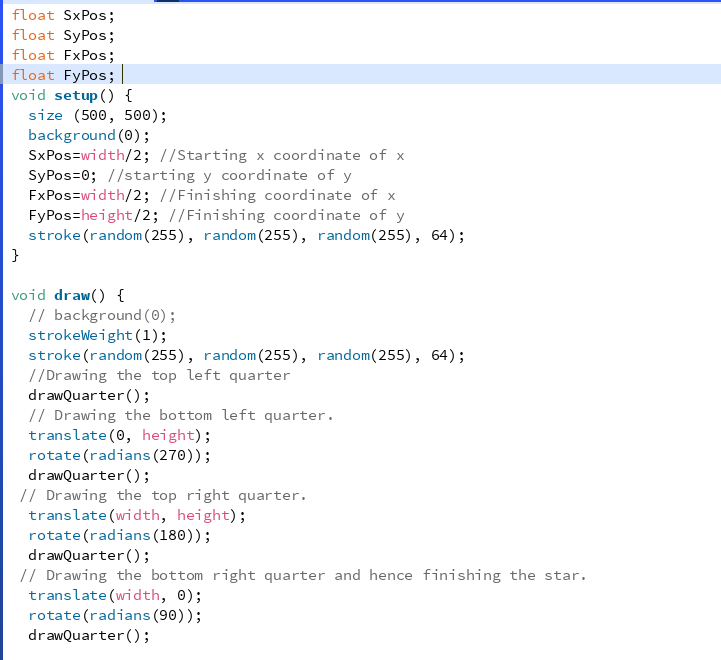 float SxPos;
float SyPos;
float FxPos;
float FyPos;
void setup() {
  size (500, 500);
  background(0);
  SxPos=width/2; //Starting x coordinate of x
  SyPos=0; //starting y coordinate of y
  FxPos=width/2; //Finishing coordinate of x
  FyPos=height/2; //Finishing coordinate of y
  stroke(random(255), random(255), random(255), 64);
}

void draw() {
  // background(0);
  strokeWeight(1);
  stroke(random(255), random(255), random(255), 64);
  //Drawing the top left quarter
  drawQuarter();
  // Drawing the bottom left quarter.
  translate(0, height);
  rotate(radians(270));
  drawQuarter();
 // Drawing the top right quarter.
  translate(width, height);
  rotate(radians(180));
  drawQuarter();
 // Drawing the bottom right quarter and hence finishing the star.
  translate(width, 0);
  rotate(radians(90));
  drawQuarter();